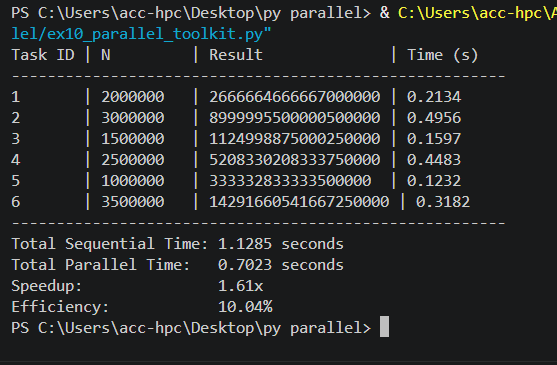 PS C:\Users\acc-hpc\Desktop\py parallel> & C:\Users\acc-hpc\A
lel/ex10_parallel_toolkit.py"
Task ID | N | Result | Time (s)
-------------------------------------------------------
1 | 2000000 | 2666664666667000000 | 0.2134
2 | 3000000 | 8999995500000500000 | 0.4956
3 | 1500000 | 1124998875000250000 | 0.1597
4 | 2500000 | 5208330208333750000 | 0.4483
5 | 1000000 | 333332833333500000 | 0.1232
6 | 3500000 | 14291660541667250000 | 0.3182
-------------------------------------------------------
Total Sequential Time: 1.1285 seconds
Total Parallel Time: 0.7023 seconds
Speedup: 1.61x
Efficiency: 10.04%
PS C:\Users\acc-hpc\Desktop\py parallel>